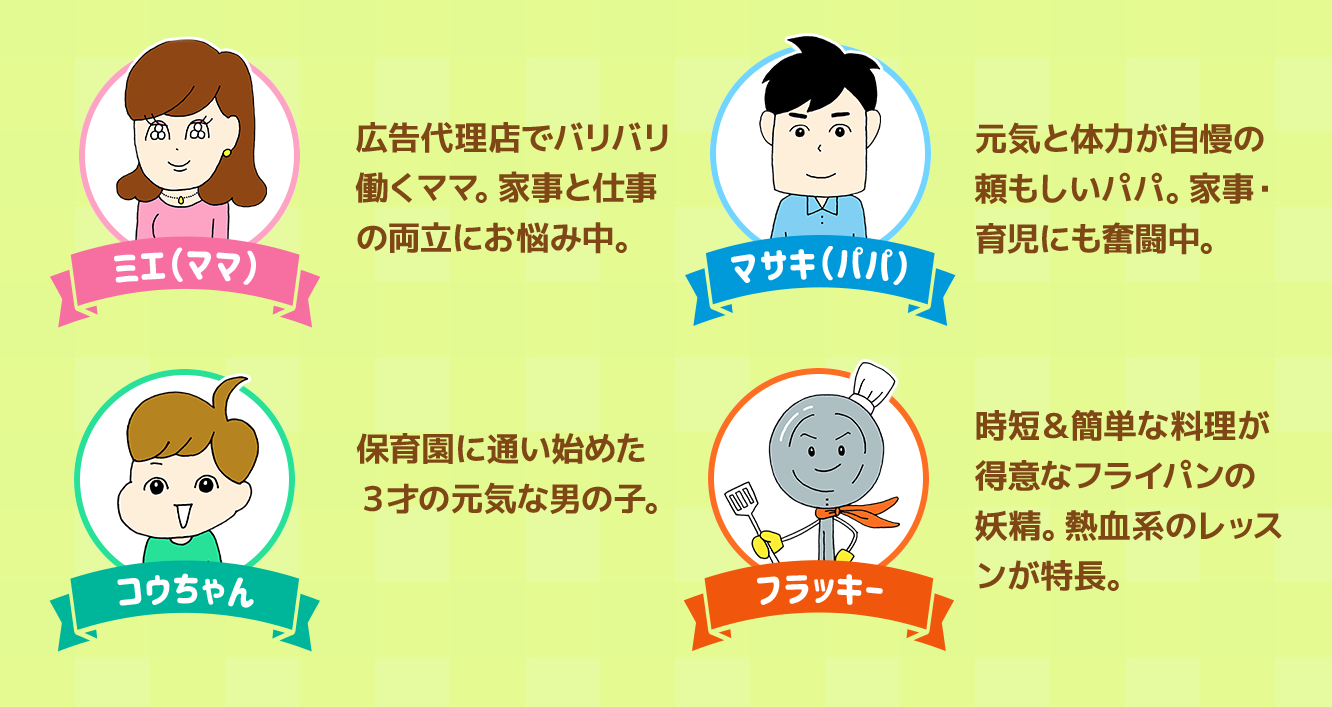 ミエ(ママ)
広告代理店でバリバリ
働くママ。家事と仕事
の両立にお悩み中。
マサキ(パパ)
元気と体力が自慢の
頼もしいパパ。家事・
育児にも奮闘中。
コウちゃん
保育園に通い始めた
3才の元気な男の子。
フラッキー
時短&簡単な料理が
得意なフライパンの
妖精。熱血系のレッス
ンが特長。